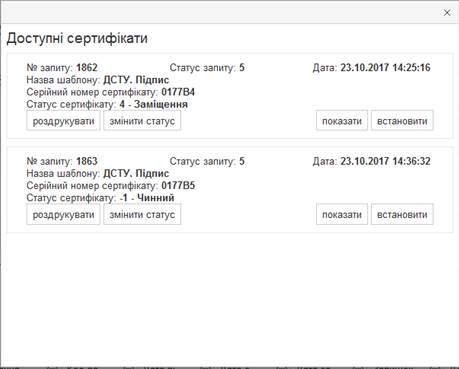 Доступні сертифікати
№ запиту: 1862 Статус запиту: 5 Дата: 23.10.2017 14:25:16
Назва шаблону: ДСТУ. Підпис
Серійний номер сертифікату: 0177B4
Статус сертифікату: 4 - Заміщення
роздрукувати змінити статус показати встановити
№ запиту: 1863 Статус запиту: 5 Дата: 23.10.2017 14:36:32
Назва шаблону: ДСТУ. Підпис
Серійний номер сертифікату: 0177B5
Статус сертифікату: -1 - Чинний
роздрукувати змінити статус показати встановити